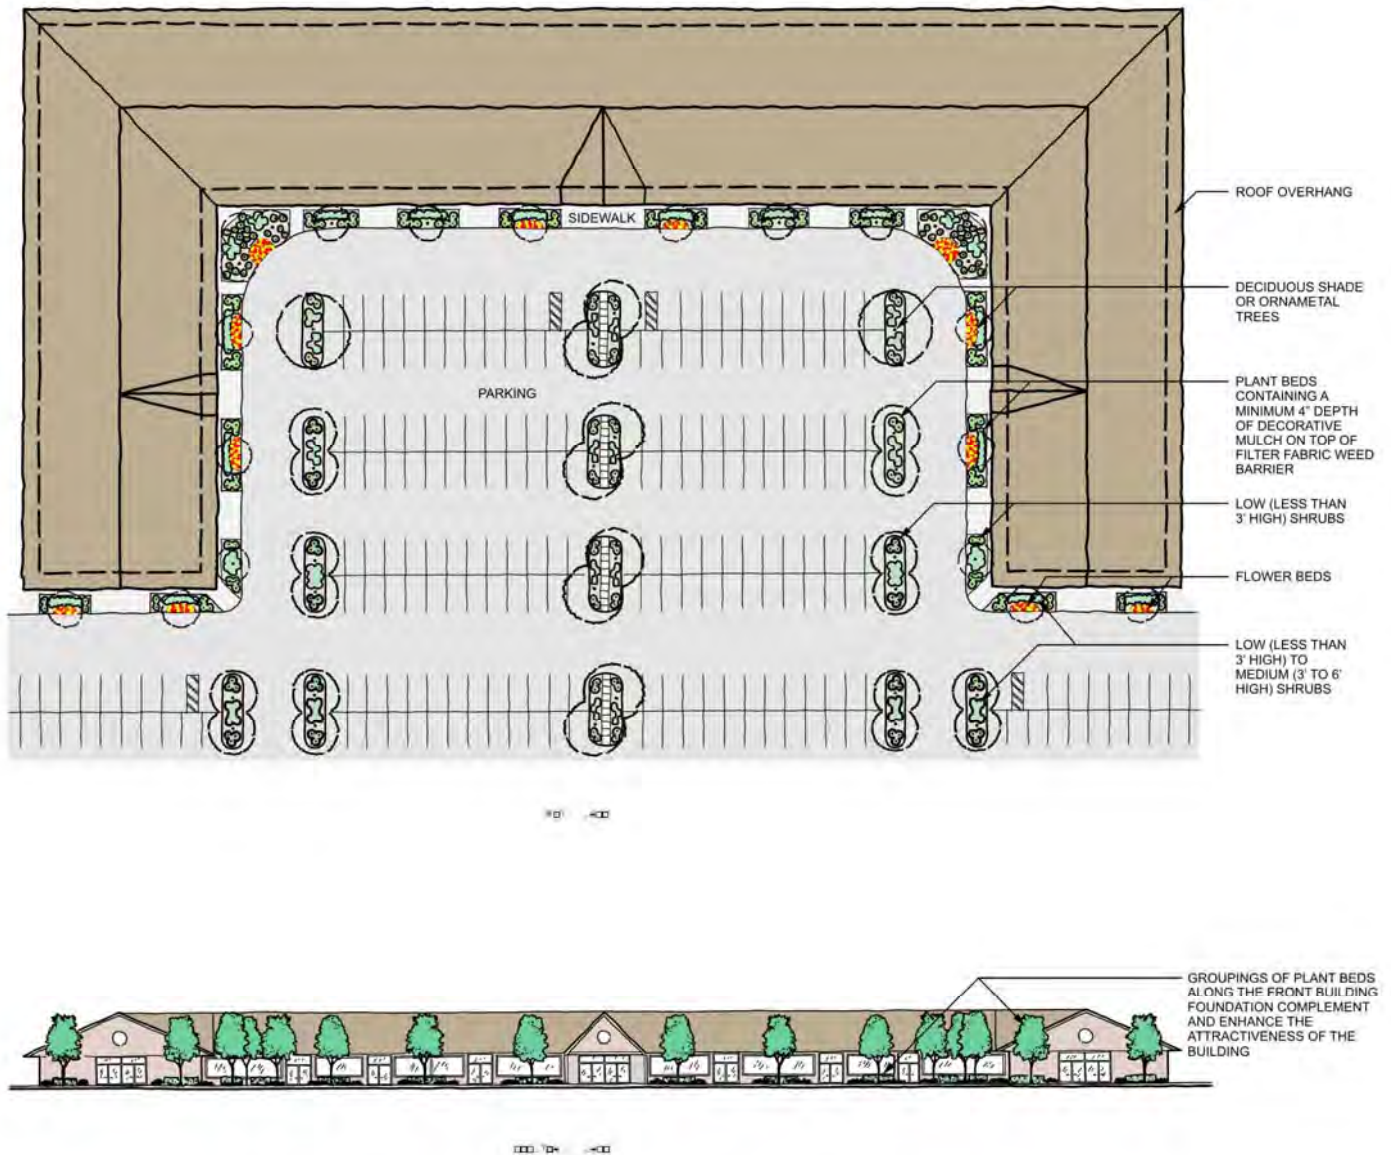 ROOF OVERHANG
SIDEWALK
DECIDUOUS SHADE
OR ORNAMETAL
TREES
PARKING
PLANT BEDS
CONTAINING A
MINIMUM 4" DEPTH
OF DECORATIVE
MULCH ON TOP OF
FILTER FABRIC WEED
BARRIER
LOW (LESS THAN
3' HIGH) SHRUBS
FLOWER BEDS
LOW (LESS THAN
3' HIGH) TO
MEDIUM (3' TO 6'
HIGH) SHRUBS
GROUPINGS OF PLANT BEDS
ALONG THE FRONT BUILDING
FOUNDATION COMPLEMENT
AND ENHANCE THE
ATTRACTIVENESS OF THE
BUILDING